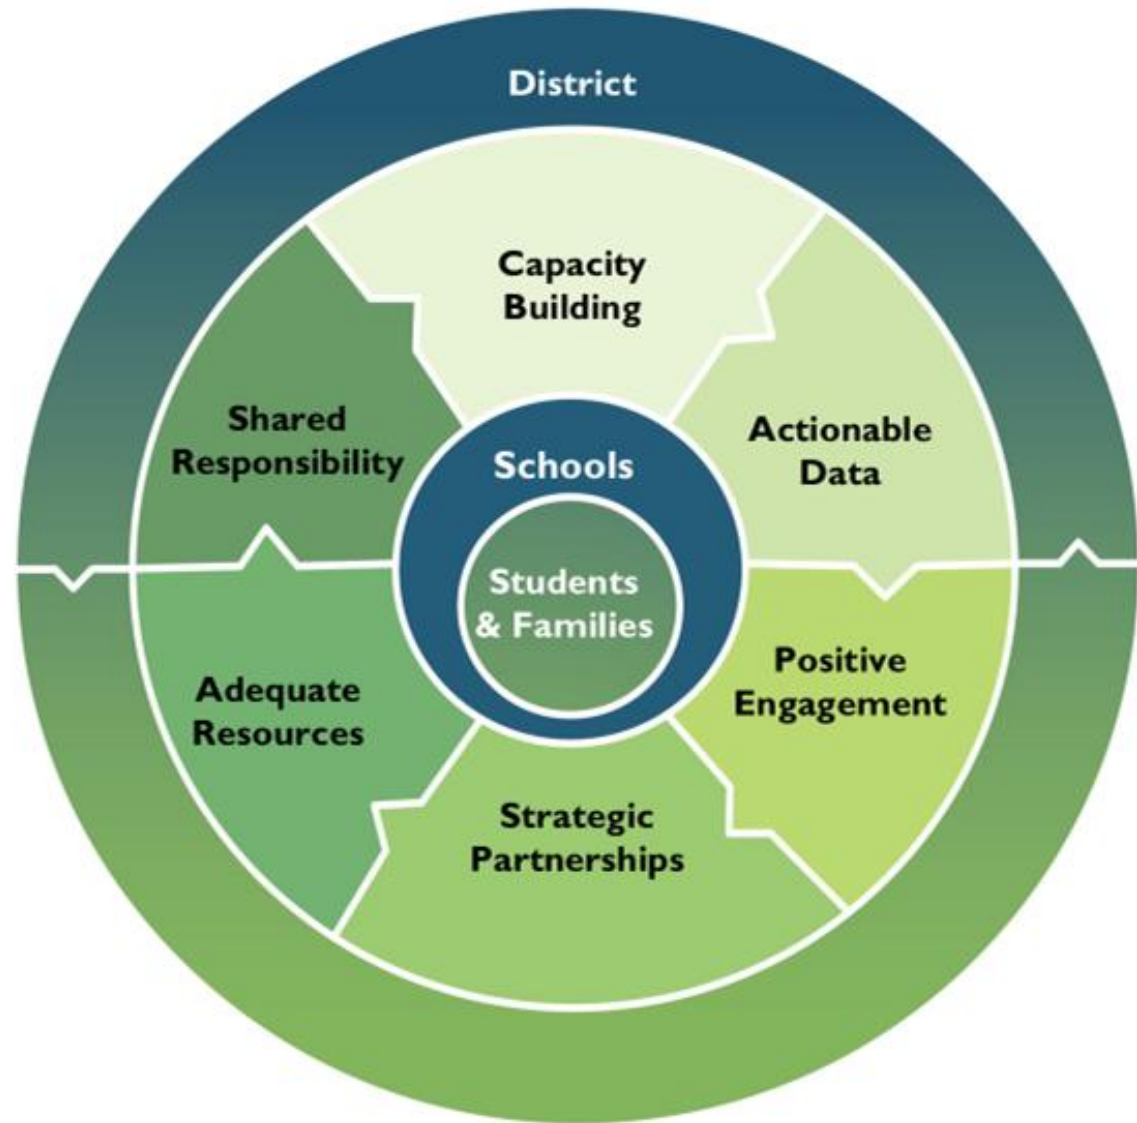 District
Capacity
Building
Shared
Responsibility
Actionable
Data
Schools
Students
& Families
Adequate
Resources
Positive
Engagement
Strategic
Partnerships